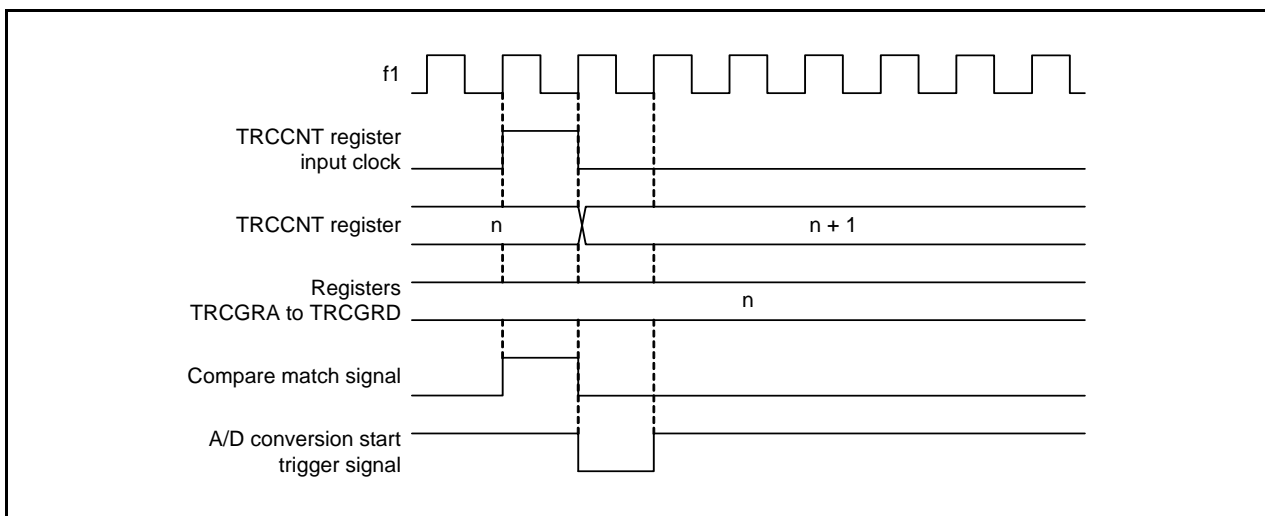 f1
TRCCNT register
input clock
TRCCNT register
n
n + 1
Registers
TRCGRA to TRCGRD
n
Compare match signal
A/D conversion start
trigger signal